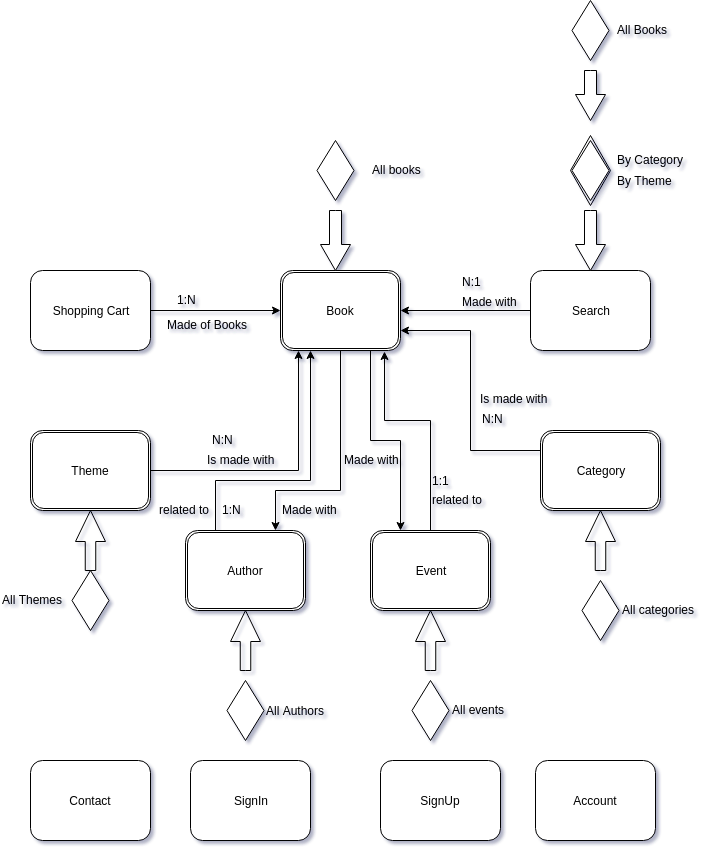 All Books
By Category
By Theme
All books
Shopping Cart
1:N
Made of Books
Book
N:1
Made with
Search
Is made with
N:N
Theme
N:N
Is made with
Made with
Category
1:1
related to
related to
1:N
Made with
Author
Event
All Themes
All categories
All Authors
All events
Contact
SignIn
SignUp
Account